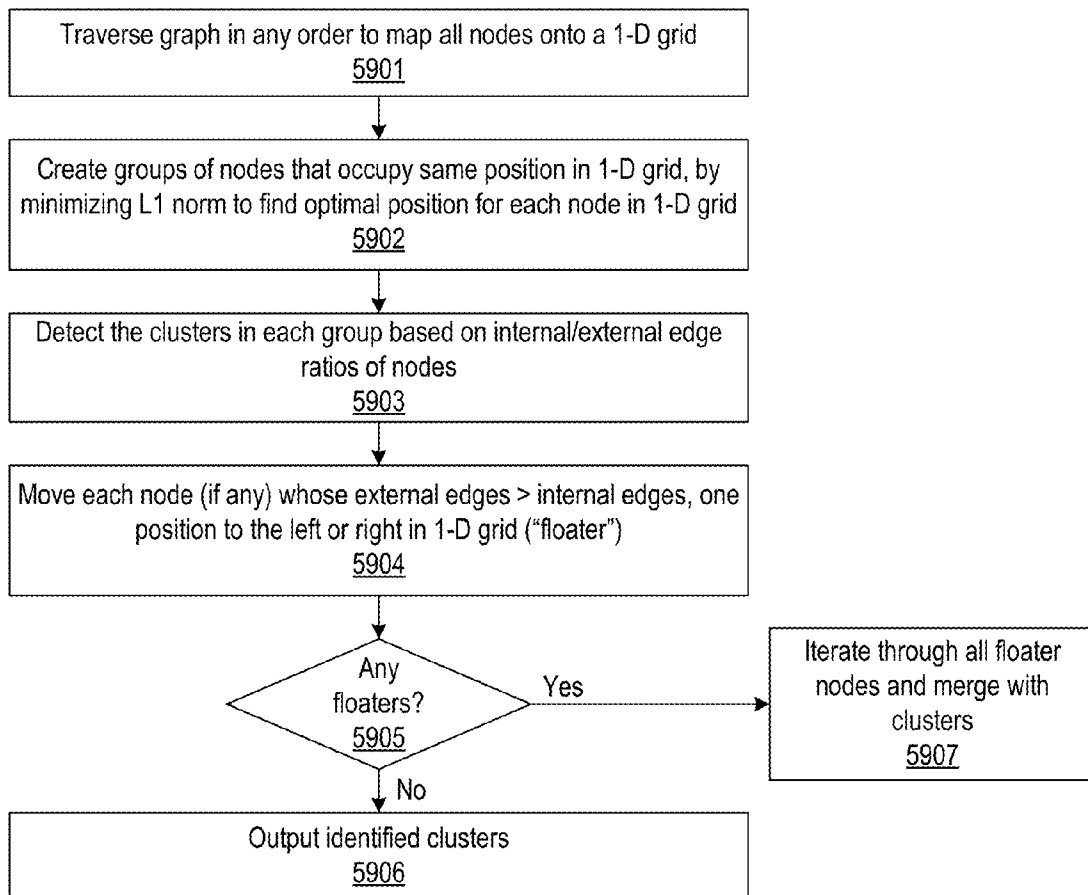 Traverse graph in any order to map all nodes onto a 1-D grid
5901
Create groups of nodes that occupy same position in 1-D grid, by
minimizing L1 norm to find optimal position for each node in 1-D grid
5902
Detect the clusters in each group based on internal/external edge
ratios of nodes
5903
Move each node (if any) whose external edges > internal edges, one
position to the left or right in 1-D grid (“floater”)
5904
Any
floaters?
5905
Yes
Iterate through all floater
nodes and merge with
clusters
5907
No
Output identified clusters
5906